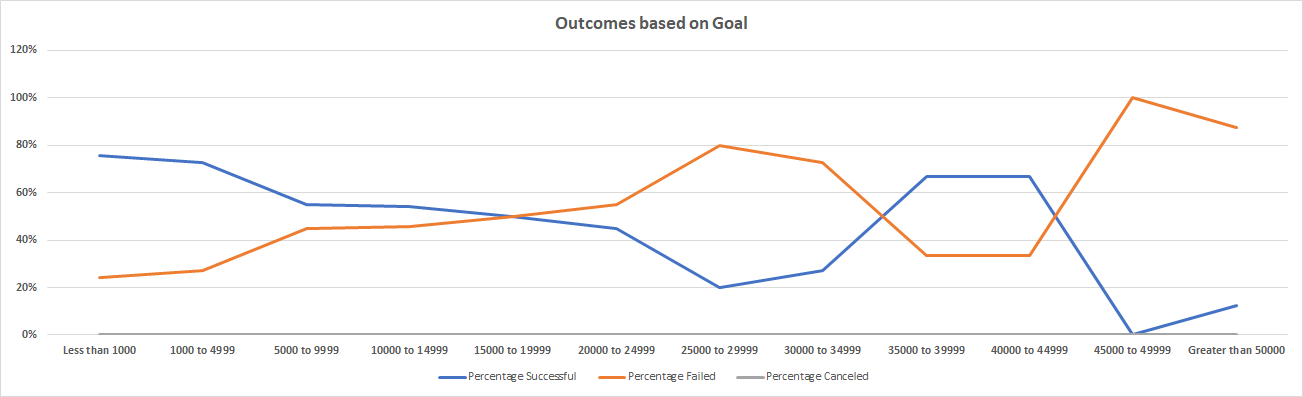 Outcomes based on Goal
120%
100%
80%
60%
40%
20%
0%
Less than 1000 1000 to 4999 5000 to 9999 10000 to 14999 15000 to 19999 20000 to 24999 25000 to 29999 30000 to 34999 35000 to 39999 40000 to 44999 45000 to 49999 Greater than 50000
Percentage Successful Percentage Failed Percentage Canceled